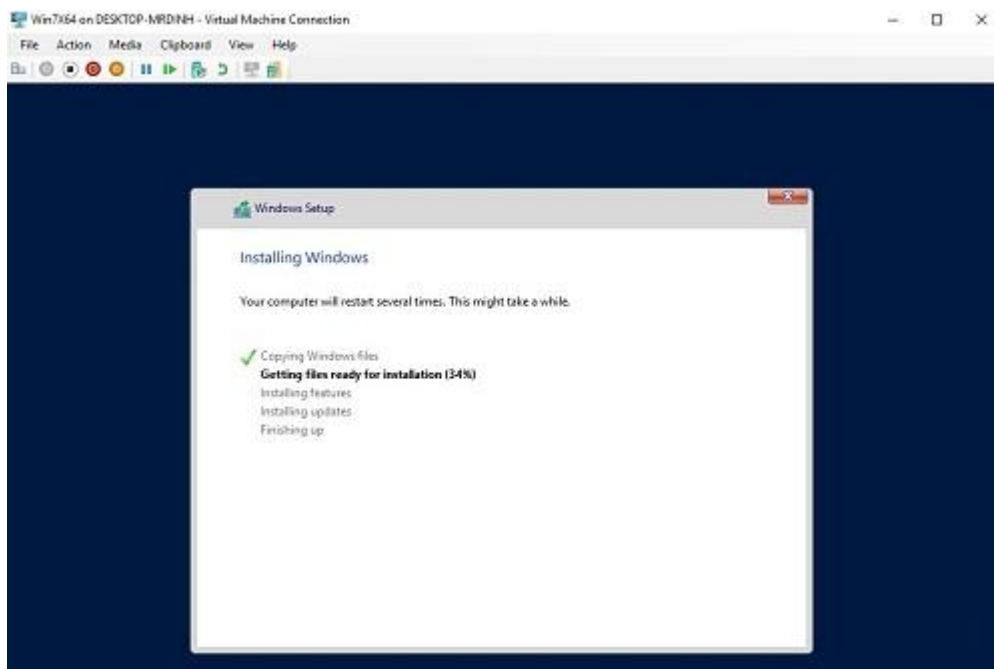 Win7X64 on DESKTOP-MRDINH - Virtual Machine Connection
File Action Media Clipboard View Help
Windows Setup
Installing Windows
Your computer will restart several times. This might take a while.
Copying Windows files
Getting files ready for installation (34%)
Installing features
Installing updates
Finishing up